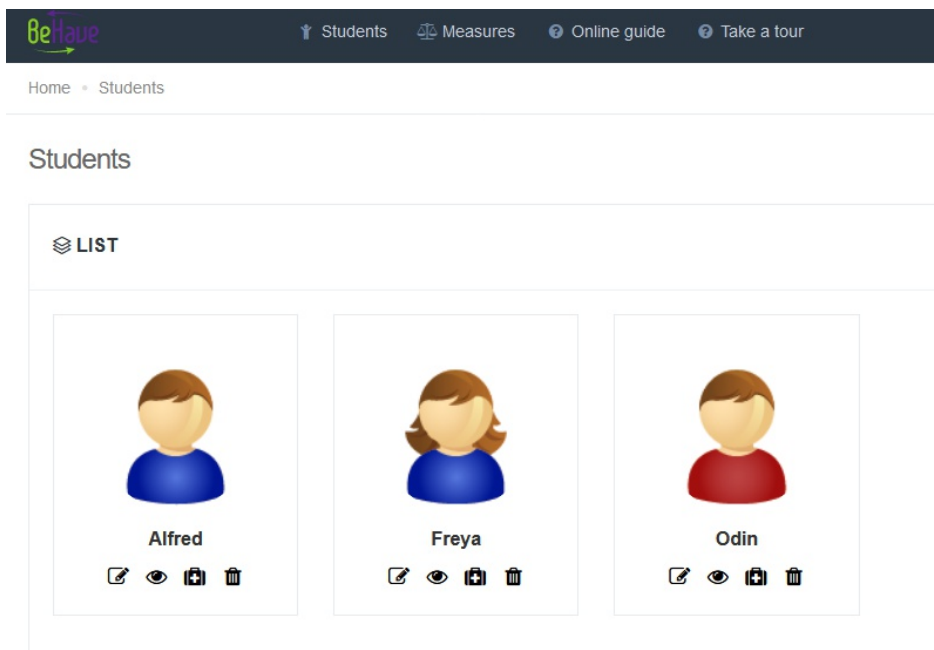 BeHave Students Measures Online guide Take a tour
Home • Students
Students
LIST
Alfred Freya Odin